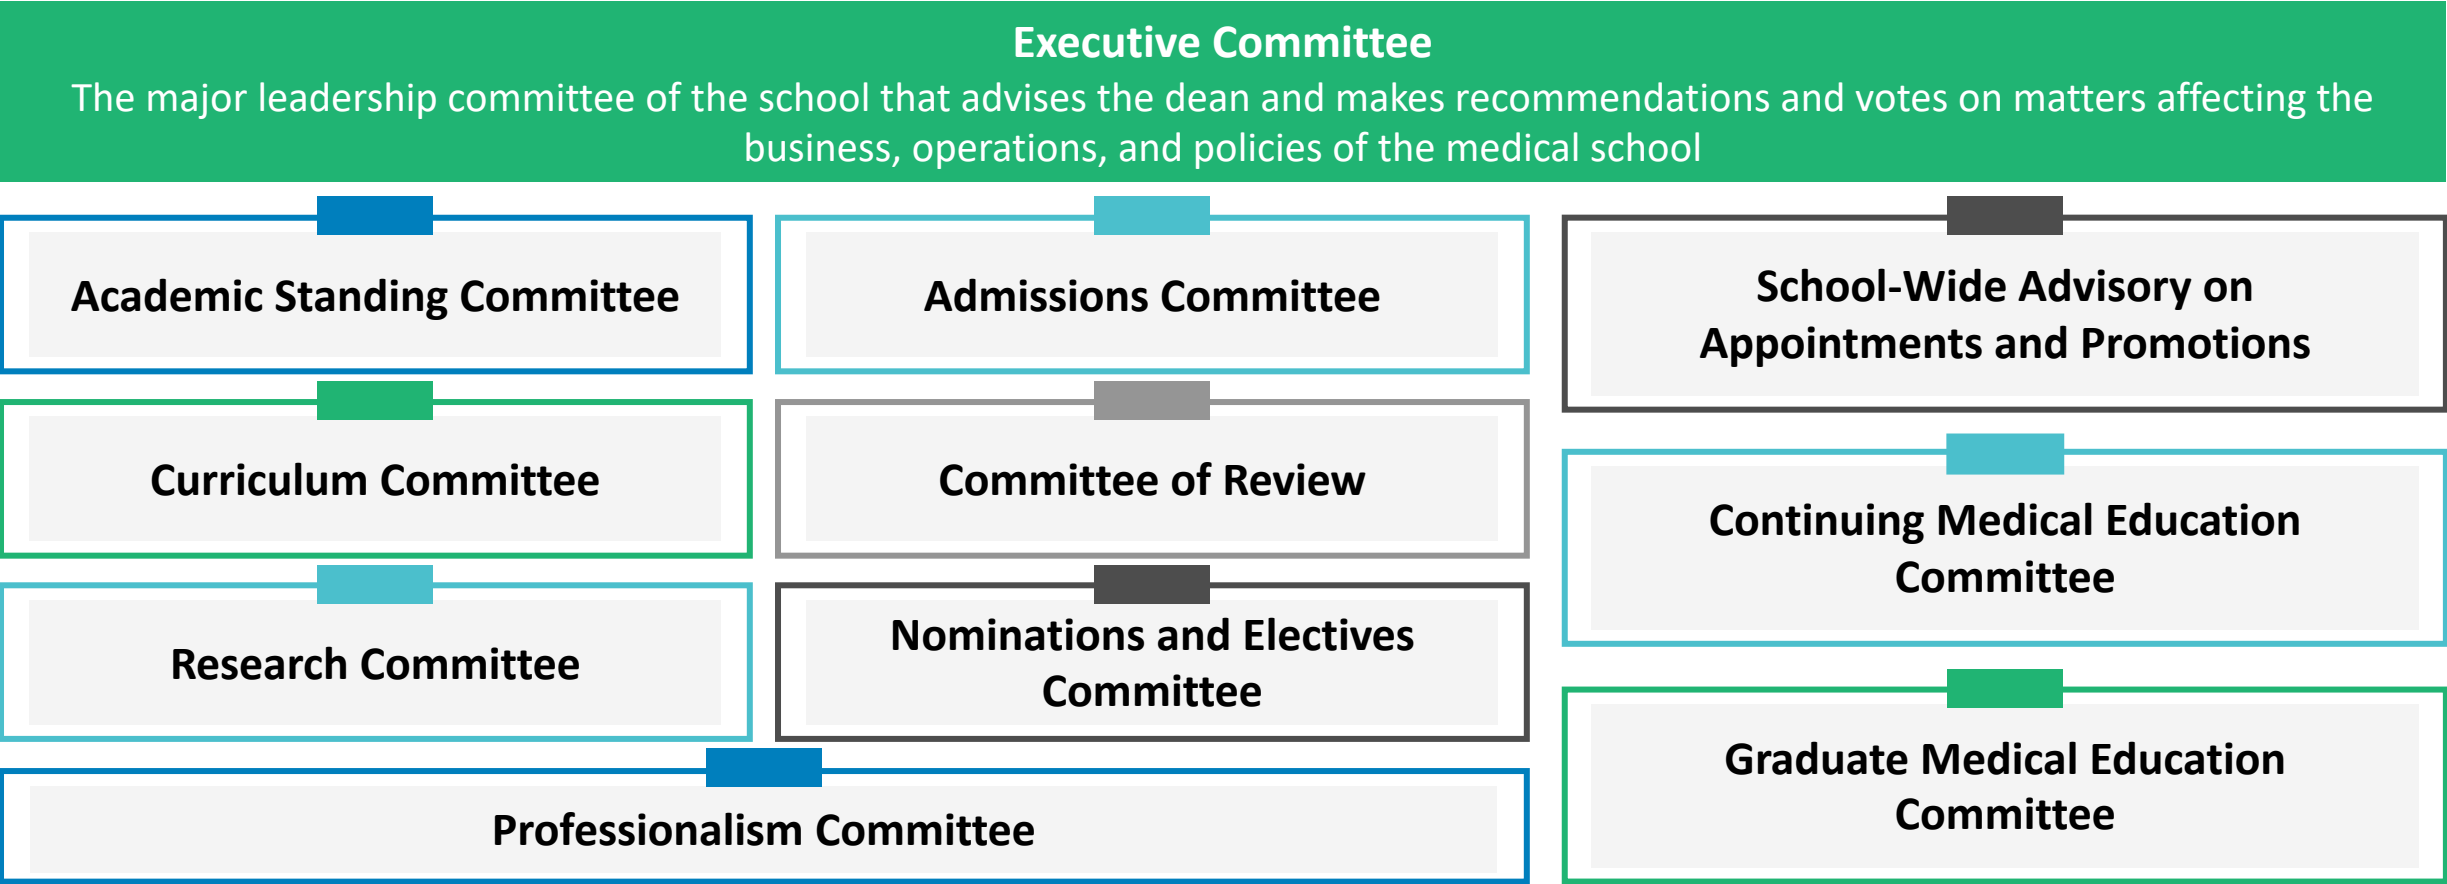 Executive Committee
The major leadership committee of the school that advises the dean and makes recommendations and votes on matters affecting the
business, operations, and policies of the medical school
Academic Standing Committee
Admissions Committee
School-Wide Advisory on
Appointments and Promotions
Curriculum Committee
Committee of Review
Continuing Medical Education
Committee
Research Committee
Nominations and Electives
Committee
Graduate Medical Education
Committee
Professionalism Committee